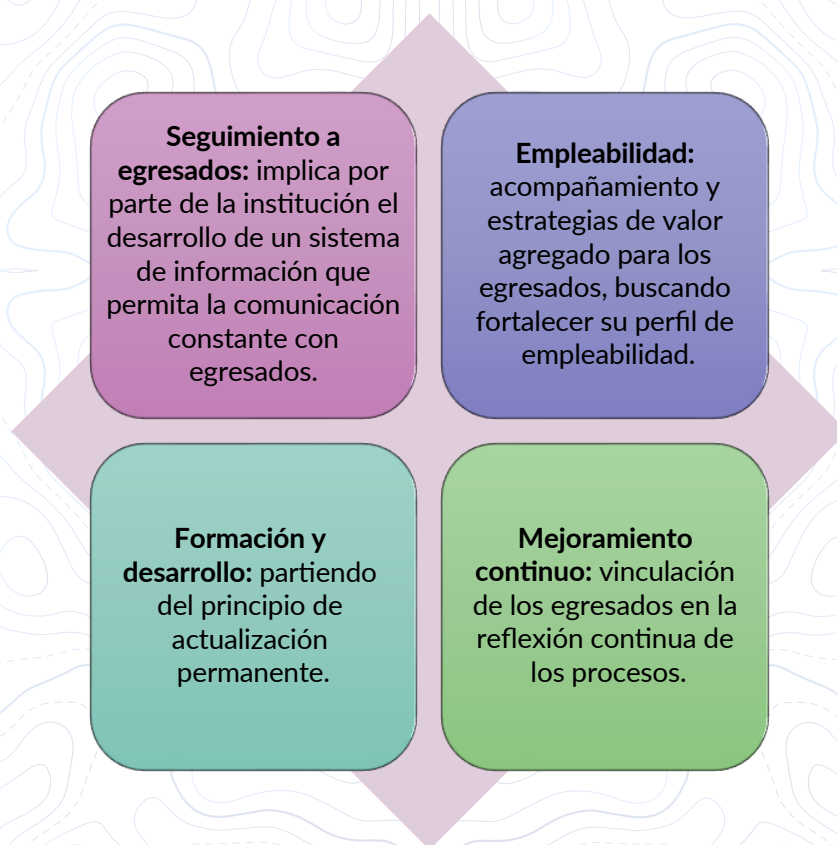 Seguimiento a
egresados: implica por
parte de la institución el
desarrollo de un sistema
de información que
permita la comunicación
constante con
egresados.
Empleabilidad:
acompañamiento y
estrategias de valor
agregado para los
egresados, buscando
fortalecer su perfil de
empleabilidad.
Formación y
desarrollo: partiendo
del principio de
actualización
permanente.
Mejoramiento
continuo: vinculación
de los egresados en la
reflexión continua de
los procesos.